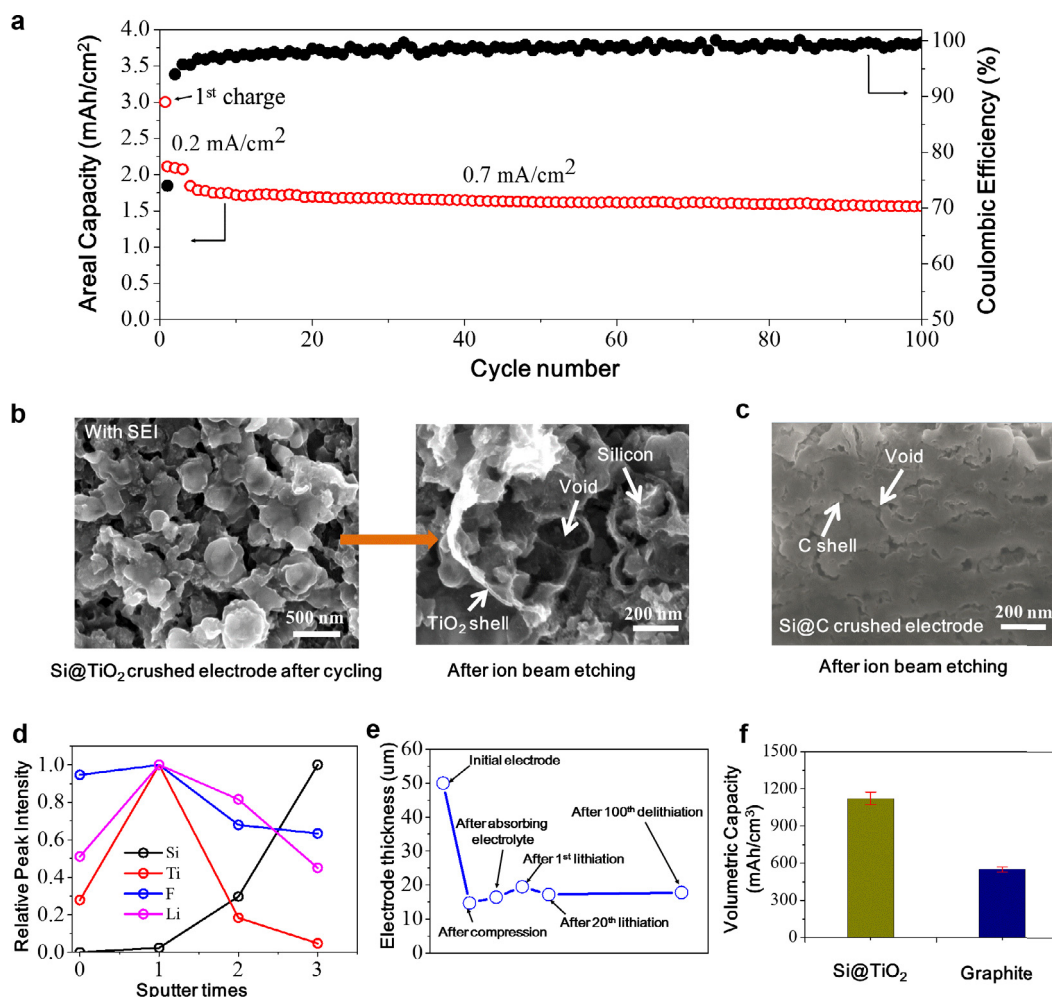 a
4.0
3.5
3.0
2.5
2.0
1.5
1.0
0.5
0.0
Areal Capacity (mAh/cm²)
1st charge
0.2 mA/cm²
0.7 mA/cm²
100
90
80
70
60
50
Coulombic Efficiency (%)
0 20 40 60 80 100
Cycle number
b
With SEI
500 nm
Si@TiO₂ crushed electrode after cycling
Silicon
Void
TiO₂ shell
200 nm
After ion beam etching
c
Void
C shell
200 nm
Si@C crushed electrode
After ion beam etching
d
1.0
0.8
0.6
0.4
0.2
0.0
Relative Peak Intensity
Si
Ti
F
Li
0 1 2 3
Sputter times
e
60
50
40
30
20
10
0
Electrode thickness (um)
Initial electrode
After absorbing
electrolyte
After 100th delithiation
After 1st lithiation
After compression
After 20th lithiation
f
1500
1200
900
600
300
0
Volumetric Capacity
(mAh/cm³)
Si@TiO₂ Graphite